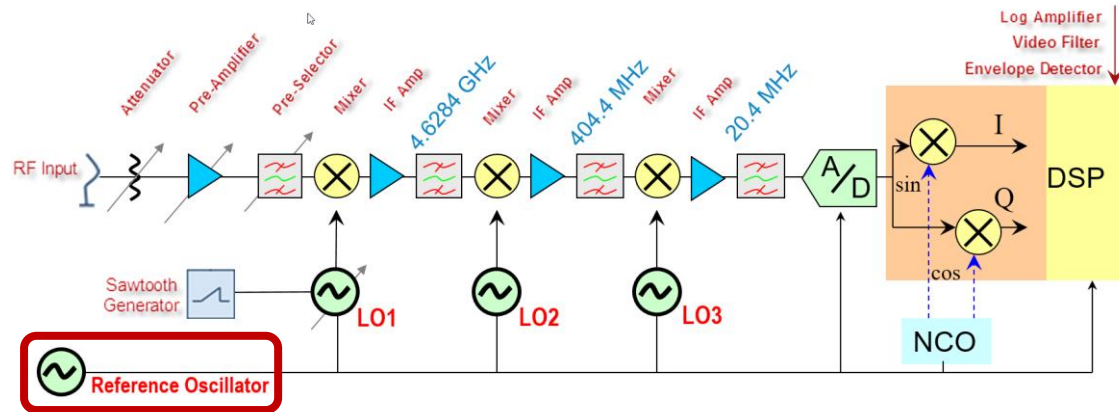 Log Amplifier
Video Filter
Envelope Detector
Attenuator
Pre-Amplifier
Pre-Selector
Mixer
IF Amp
4.6284 GHz
Mixer
IF Amp
404.4 MHz
Mixer
IF Amp
20.4 MHz
RF Input
A/D
sin
I
Q
cos
DSP
Sawtooth
Generator
LO1
LO2
LO3
NCO
Reference Oscillator